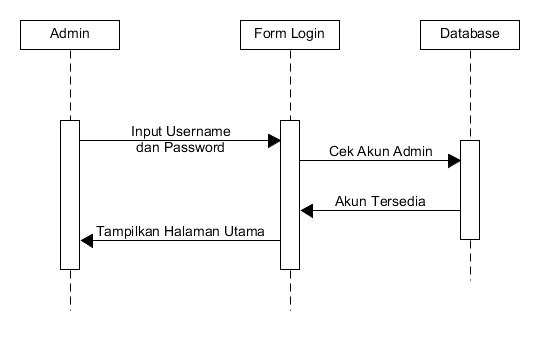 Admin
Form Login
Database
Input Username
dan Password
Cek Akun Admin
Akun Tersedia
Tampilkan Halaman Utama